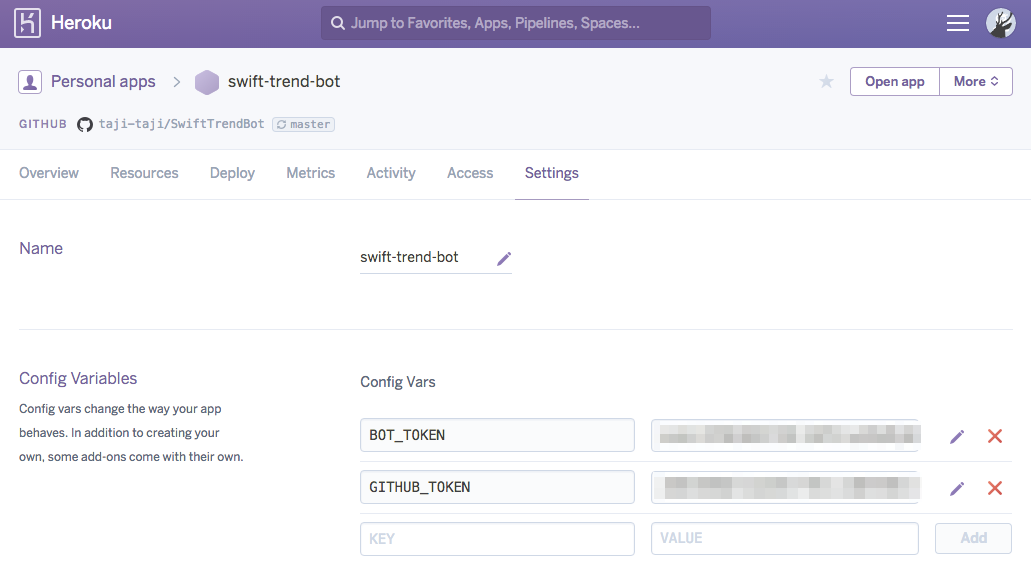 Heroku
Jump to Favorites, Apps, Pipelines, Spaces...
Personal apps > swift-trend-bot
Open app
More
GITHUB taji-taji/SwiftTrendBot master
Overview Resources Deploy Metrics Activity Access Settings
Name
swift-trend-bot
Config Variables
Config vars change the way your app
behaves. In addition to creating your
own, some add-ons come with their own.
Config Vars
BOT_TOKEN
GITHUB_TOKEN
KEY
VALUE
Add